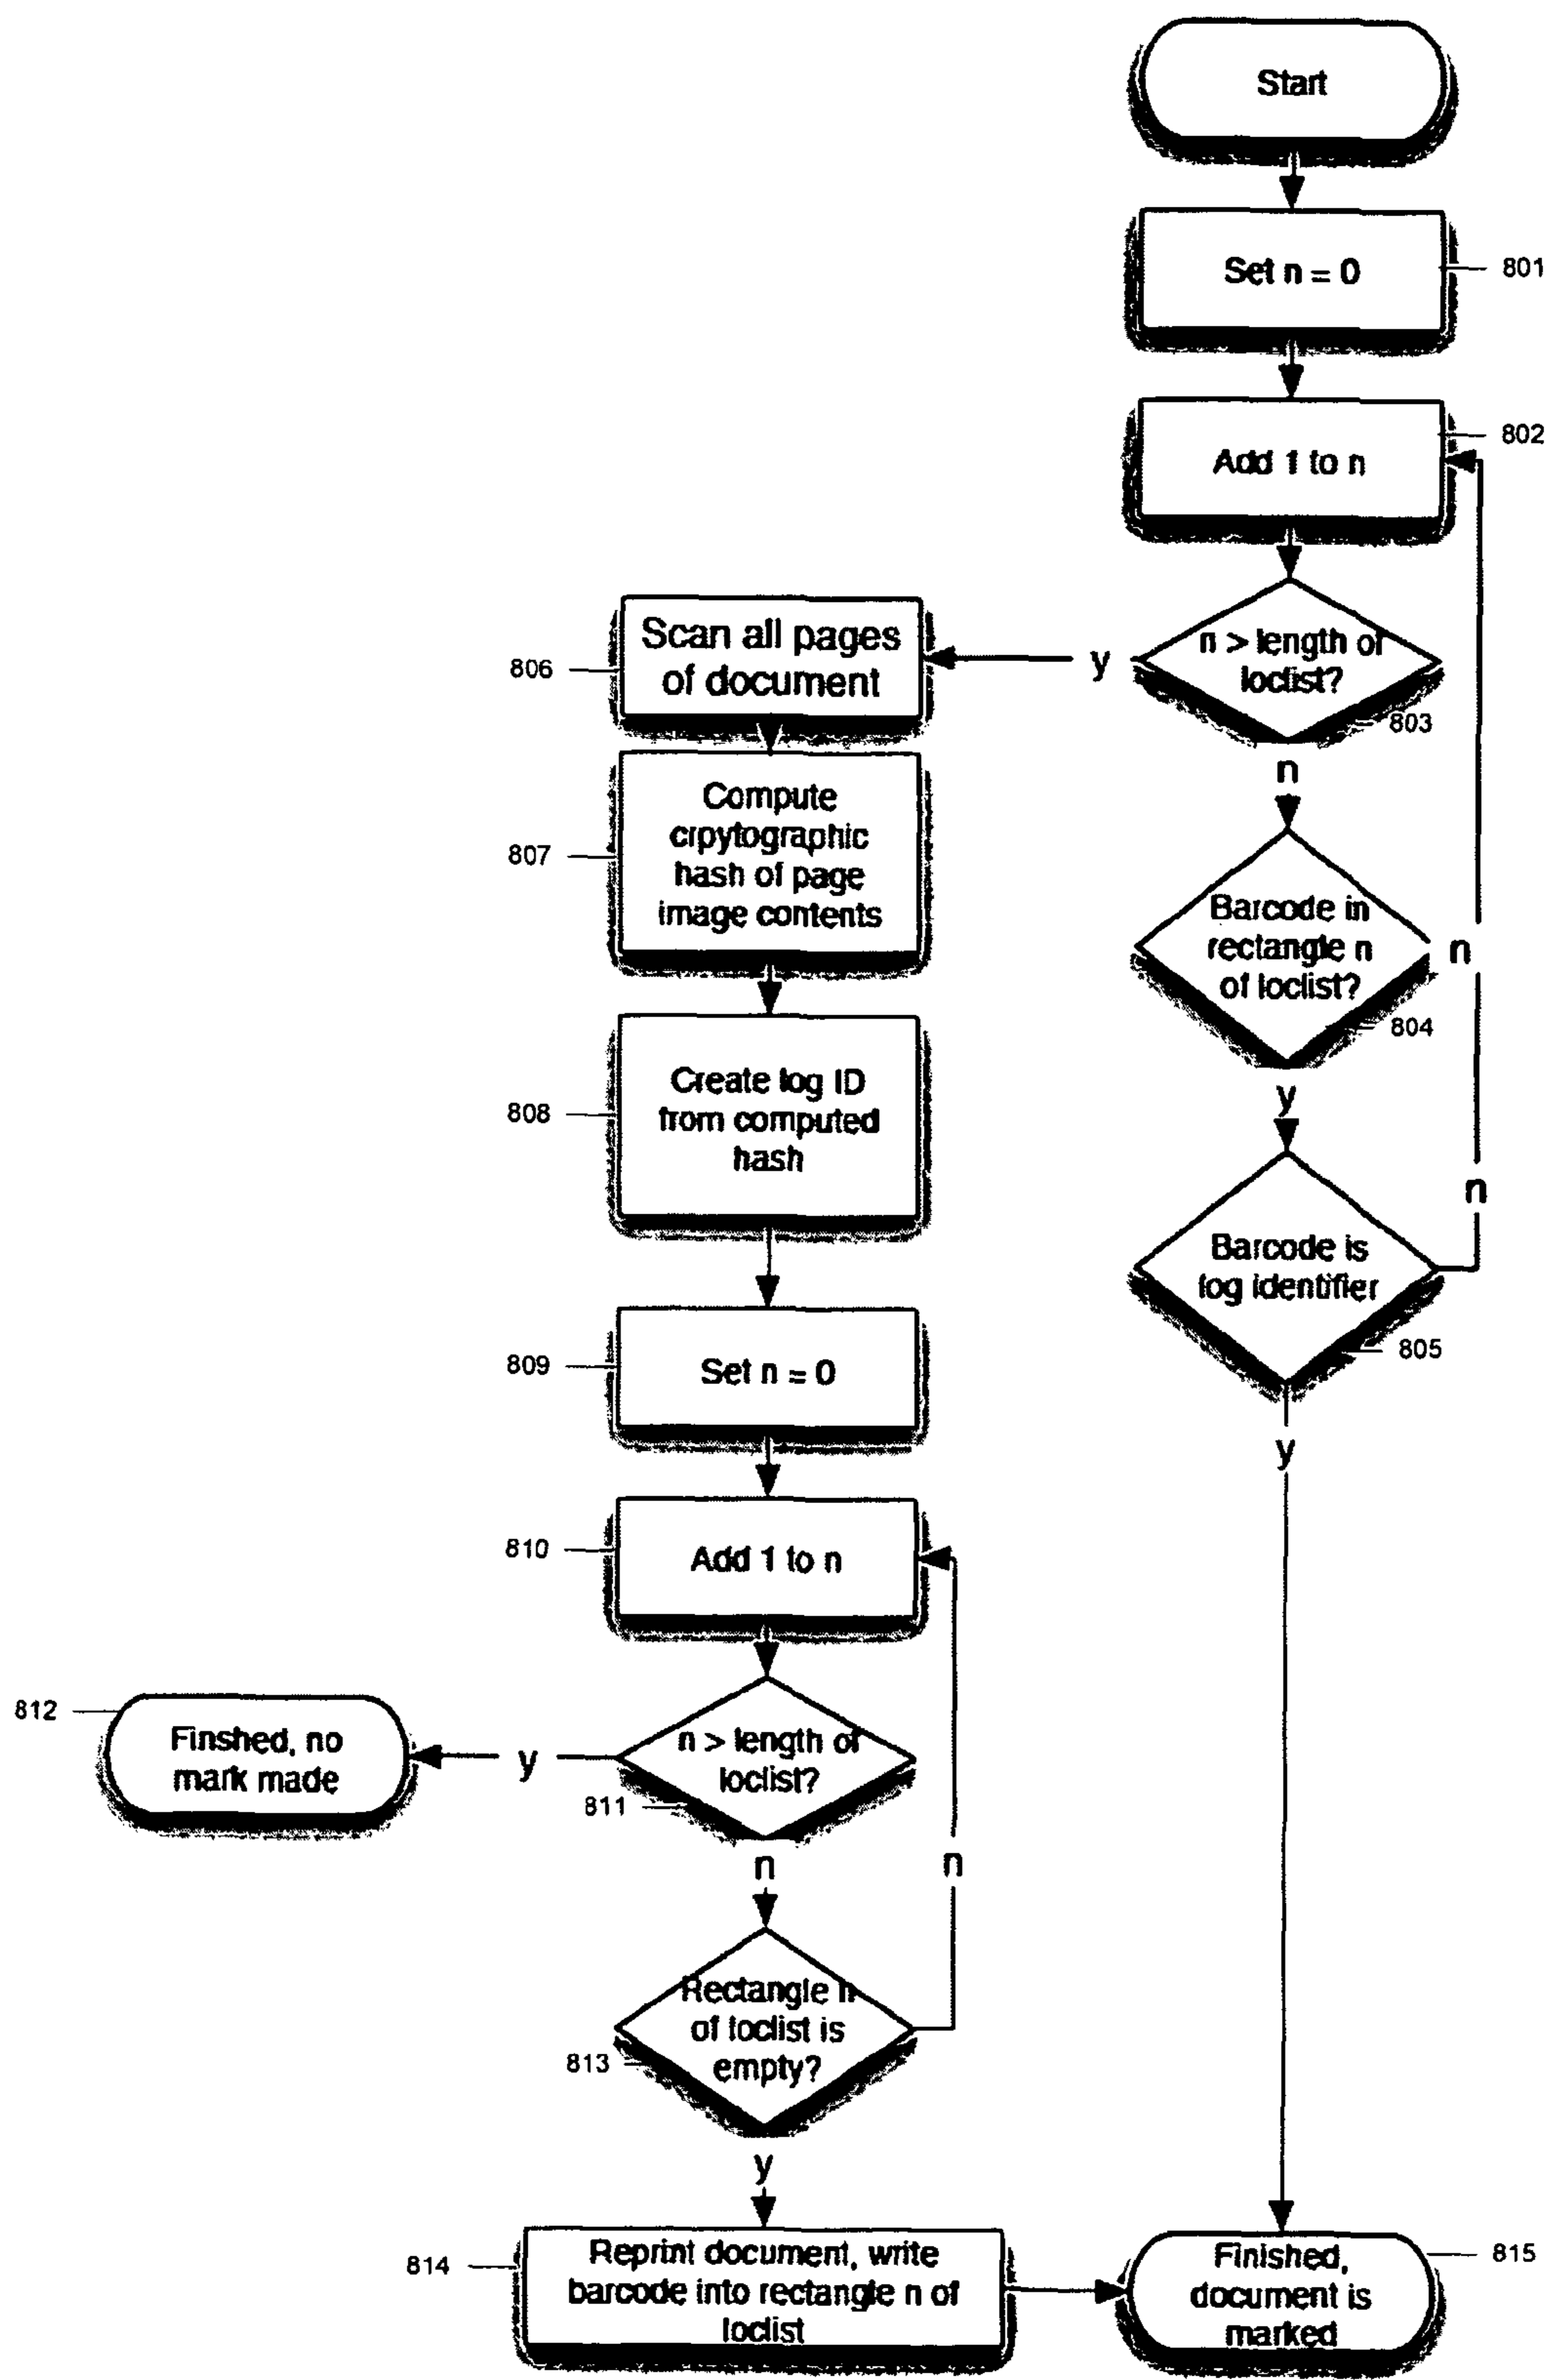 Start
Set n = 0
801
Add 1 to n
802
n > length of
loclist?
803
y
n
Scan all pages
of document
806
Compute
crpytographic
hash of page
image contents
807
Barcode in
rectangle n
of loclist?
804
n
y
Create log ID
from computed
hash
808
Barcode is
log identifier
805
n
y
Set n = 0
809
Add 1 to n
810
n > length of
loclist?
811
y
n
Finshed, no
mark made
812
Rectangle n
of loclist is
empty?
813
n
y
Reprint document, write
barcode into rectangle n of
loclist
814
Finished,
document is
marked
815